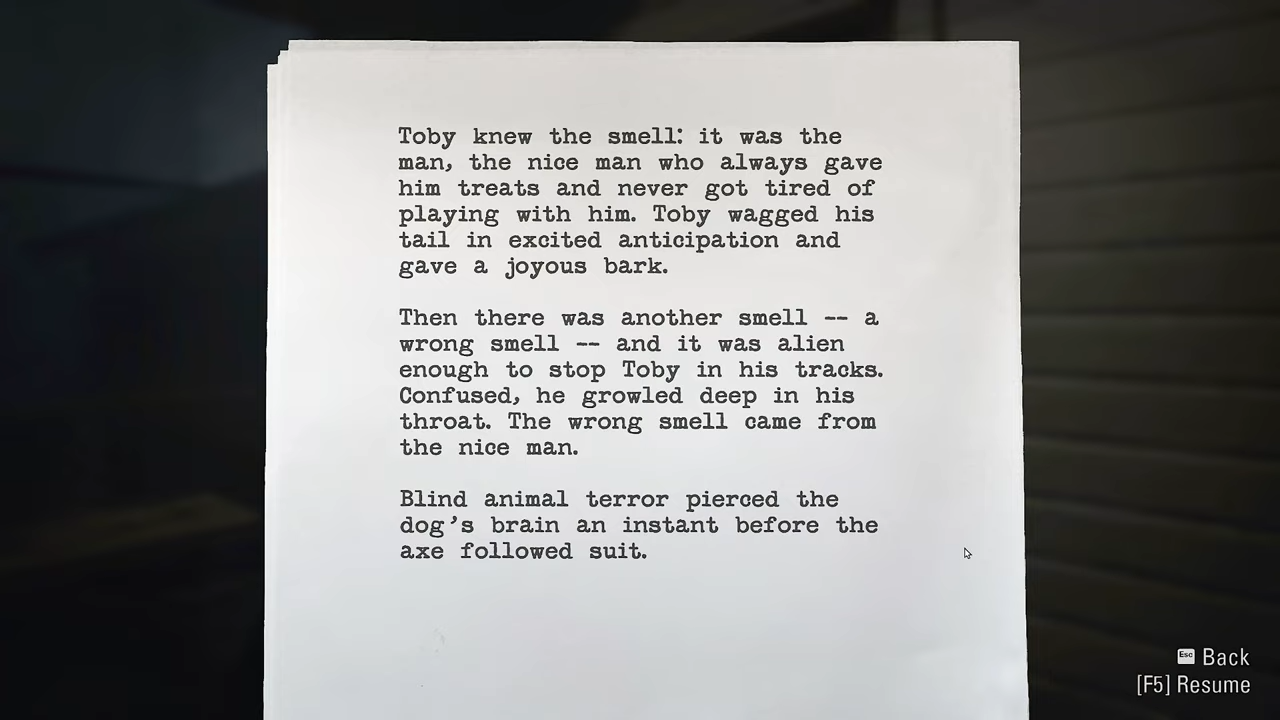 Toby knew the smell: it was the
man, the nice man who always gave
him treats and never got tired of
playing with him. Toby wagged his
tail in excited anticipation and
gave a joyous bark.
Then there was another smell -- a
wrong smell -- and it was alien
enough to stop Toby in his tracks.
Confused, he growled deep in his
throat. The wrong smell came from
the nice man.
Blind animal terror pierced the
dog's brain an instant before the
axe followed suit.
Esc Back
[F5] Resume